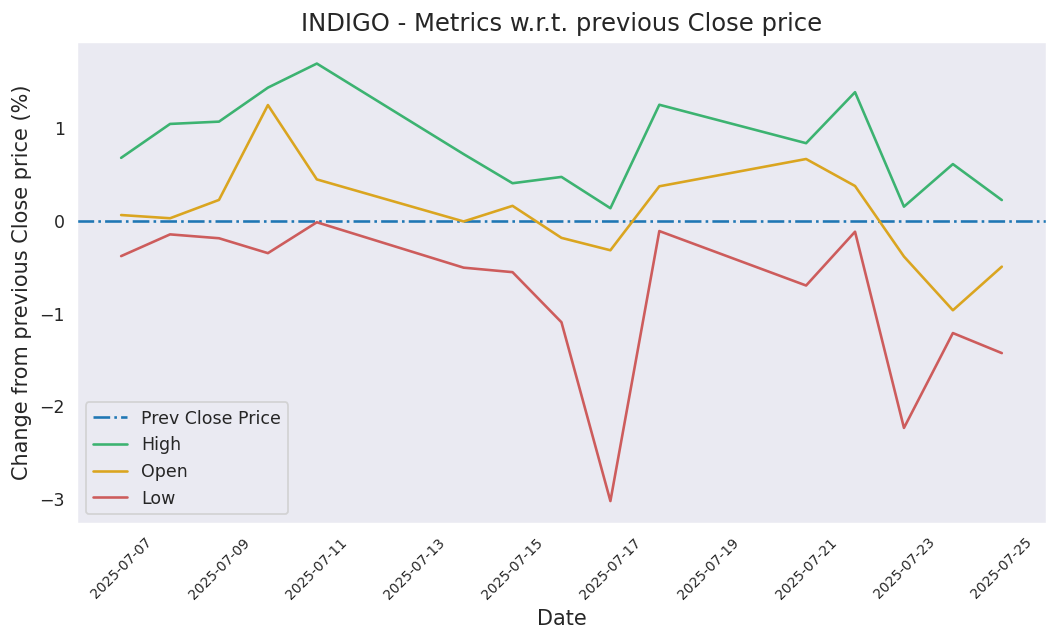 INDIGO - Metrics w.r.t. previous Close price
Change from previous Close price (%)
1
0
−1
−2
−3
Prev Close Price
High
Open
Low
2025-07-07
2025-07-09
2025-07-11
2025-07-13
2025-07-15
2025-07-17
2025-07-19
2025-07-21
2025-07-23
2025-07-25
Date